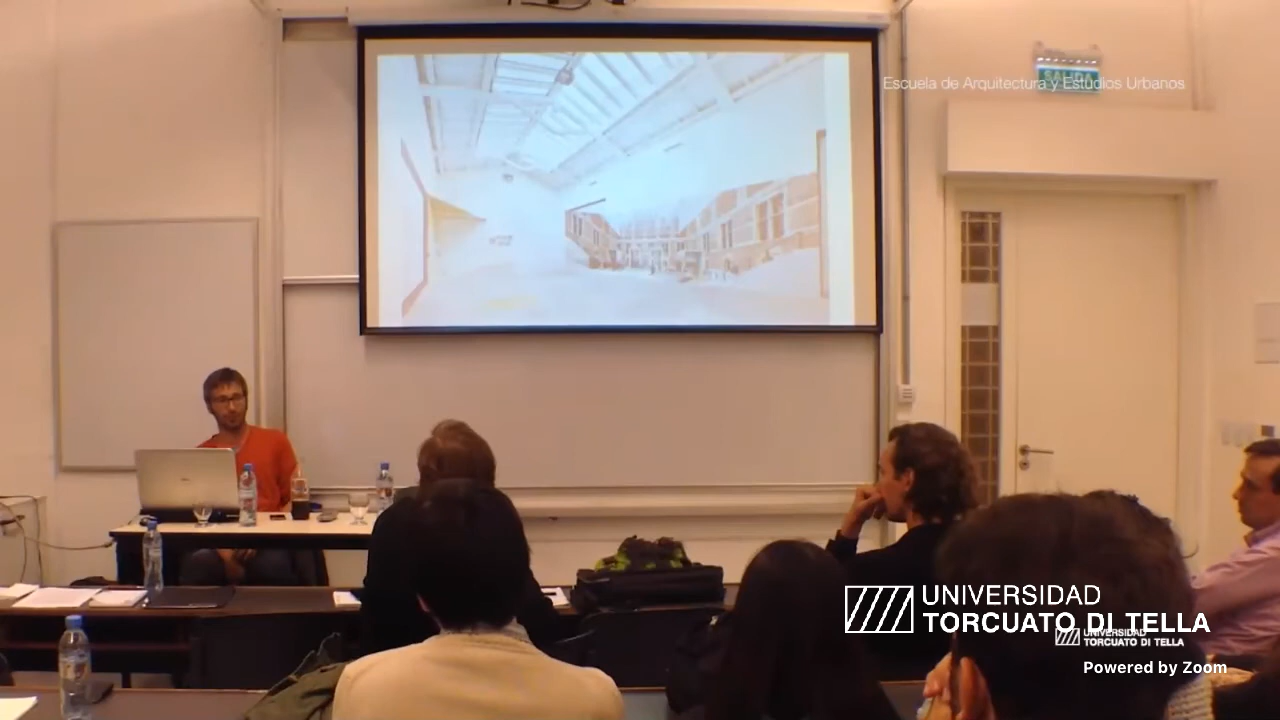 Escuela de Arquitectura y Estudios Urbanos
SALIDA
UNIVERSIDAD
TORCUATO DI TELLA
UNIVERSIDAD
TORCUATO DI TELLA
Powered by Zoom